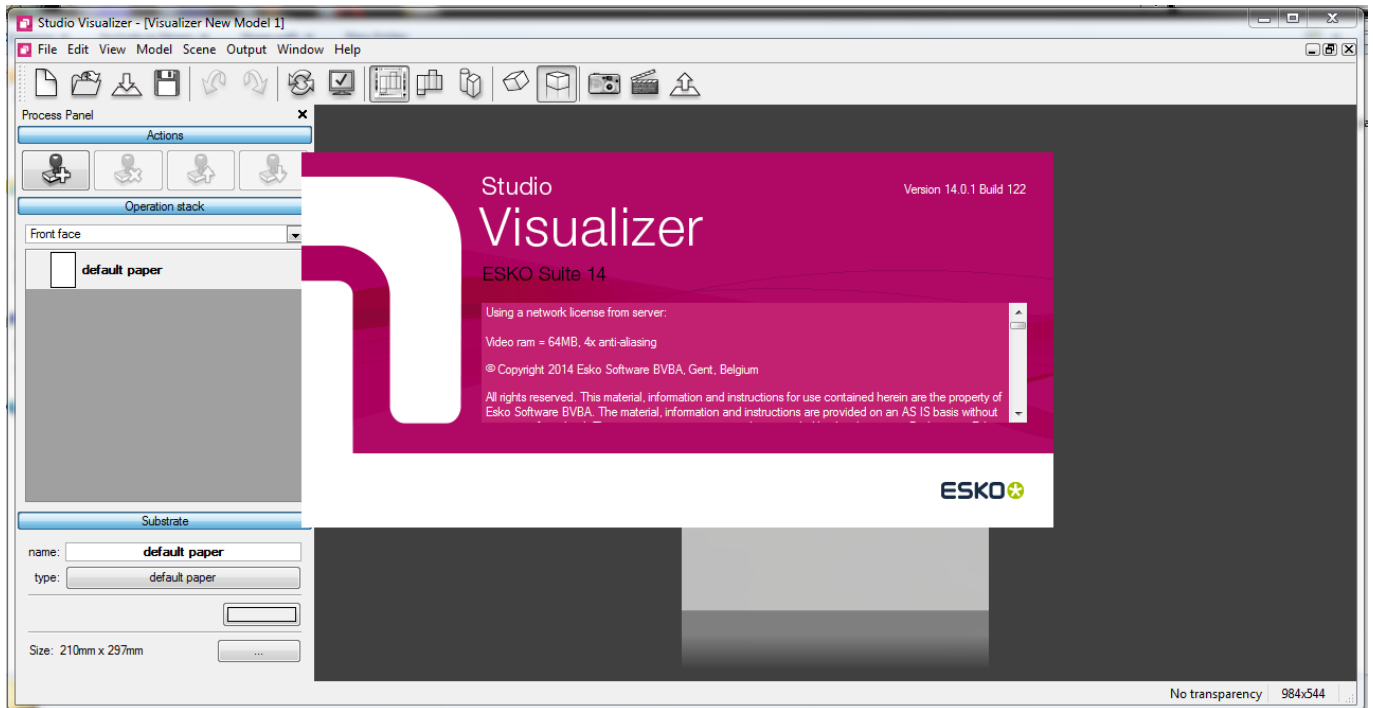 Studio Visualizer - [Visualizer New Model 1]
File Edit View Model Scene Output Window Help
Process Panel
Actions
Operation stack
Front face
default paper
Studio
Version 14.0.1 Build 122
Visualizer
ESKO Suite 14
Using a network license from server:
Video ram = 64MB, 4x anti-aliasing
© Copyright 2014 Esko Software BVBA, Gent, Belgium
All rights reserved. This material, information and instructions for use contained herein are the property of
Esko Software BVBA. The material, information and instructions are provided on an AS IS basis without
ESKO
Substrate
name: default paper
type: default paper
Size: 210mm x 297mm ...
No transparency 984x544